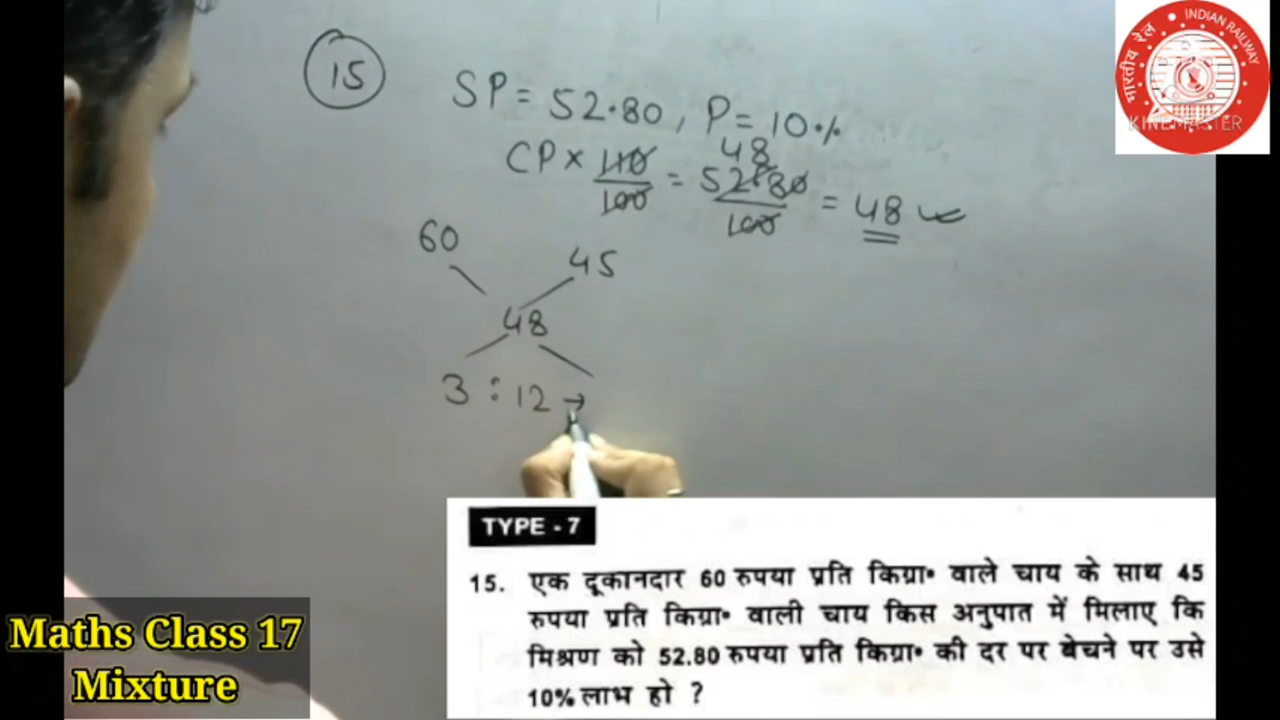 भारतीय रेल INDIAN RAILWAY
KINEMASTER
15
SP = 52.80, P = 10%
48
CP × 110/100 = 5280/100 = 48
60 45
48
3 : 12 →
TYPE - 7
15. एक दूकानदार 60 रुपया प्रति किग्रा॰ वाले चाय के साथ 45
रुपया प्रति किग्रा॰ वाली चाय किस अनुपात में मिलाए कि
मिश्रण को 52.80 रुपया प्रति किग्रा॰ की दर पर बेचने पर उसे
10% लाभ हो ?
Maths Class 17
Mixture